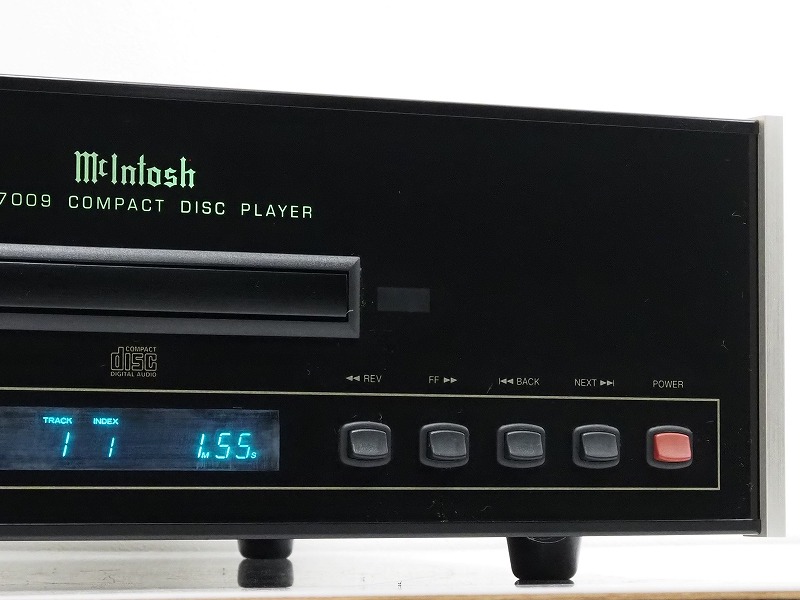 McIntosh
7009 COMPACT DISC PLAYER
COMPACT
disc
DIGITAL AUDIO
◀◀ REV
FF ▶▶
|◀◀ BACK
NEXT ▶▶|
POWER
TRACK
INDEX
1
1
1M 55S